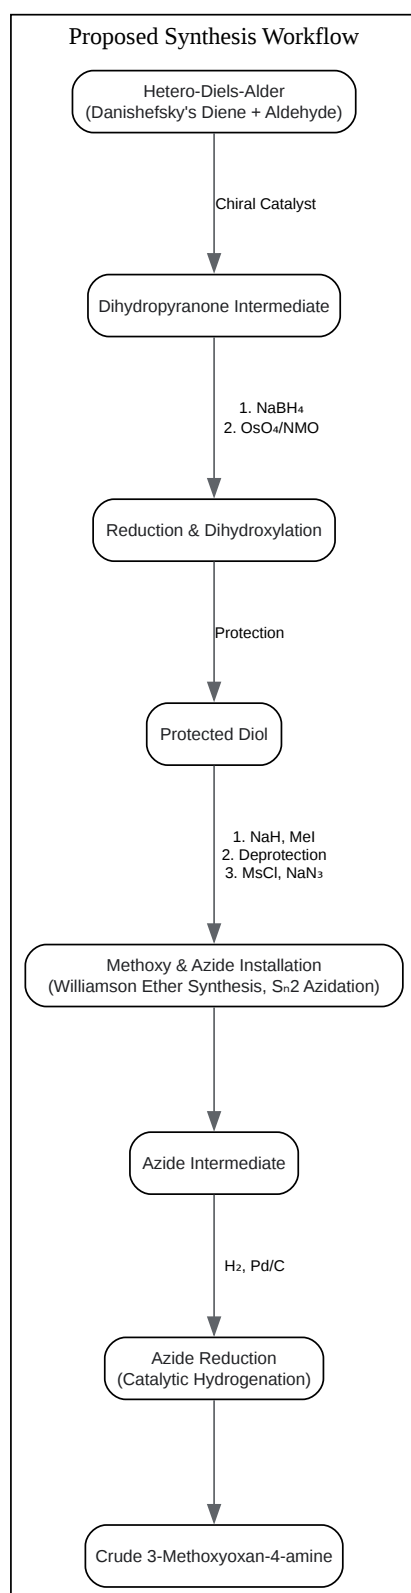 Proposed Synthesis Workflow
Hetero-Diels-Alder
(Danishefsky's Diene + Aldehyde)
Chiral Catalyst
Dihydropyranone Intermediate
1. NaBH₄
2. OsO₄/NMO
Reduction & Dihydroxylation
Protection
Protected Diol
1. NaH, MeI
2. Deprotection
3. MsCl, NaN₃
Methoxy & Azide Installation
(Williamson Ether Synthesis, Sₙ2 Azidation)
Azide Intermediate
H₂, Pd/C
Azide Reduction
(Catalytic Hydrogenation)
Crude 3-Methoxyoxan-4-amine